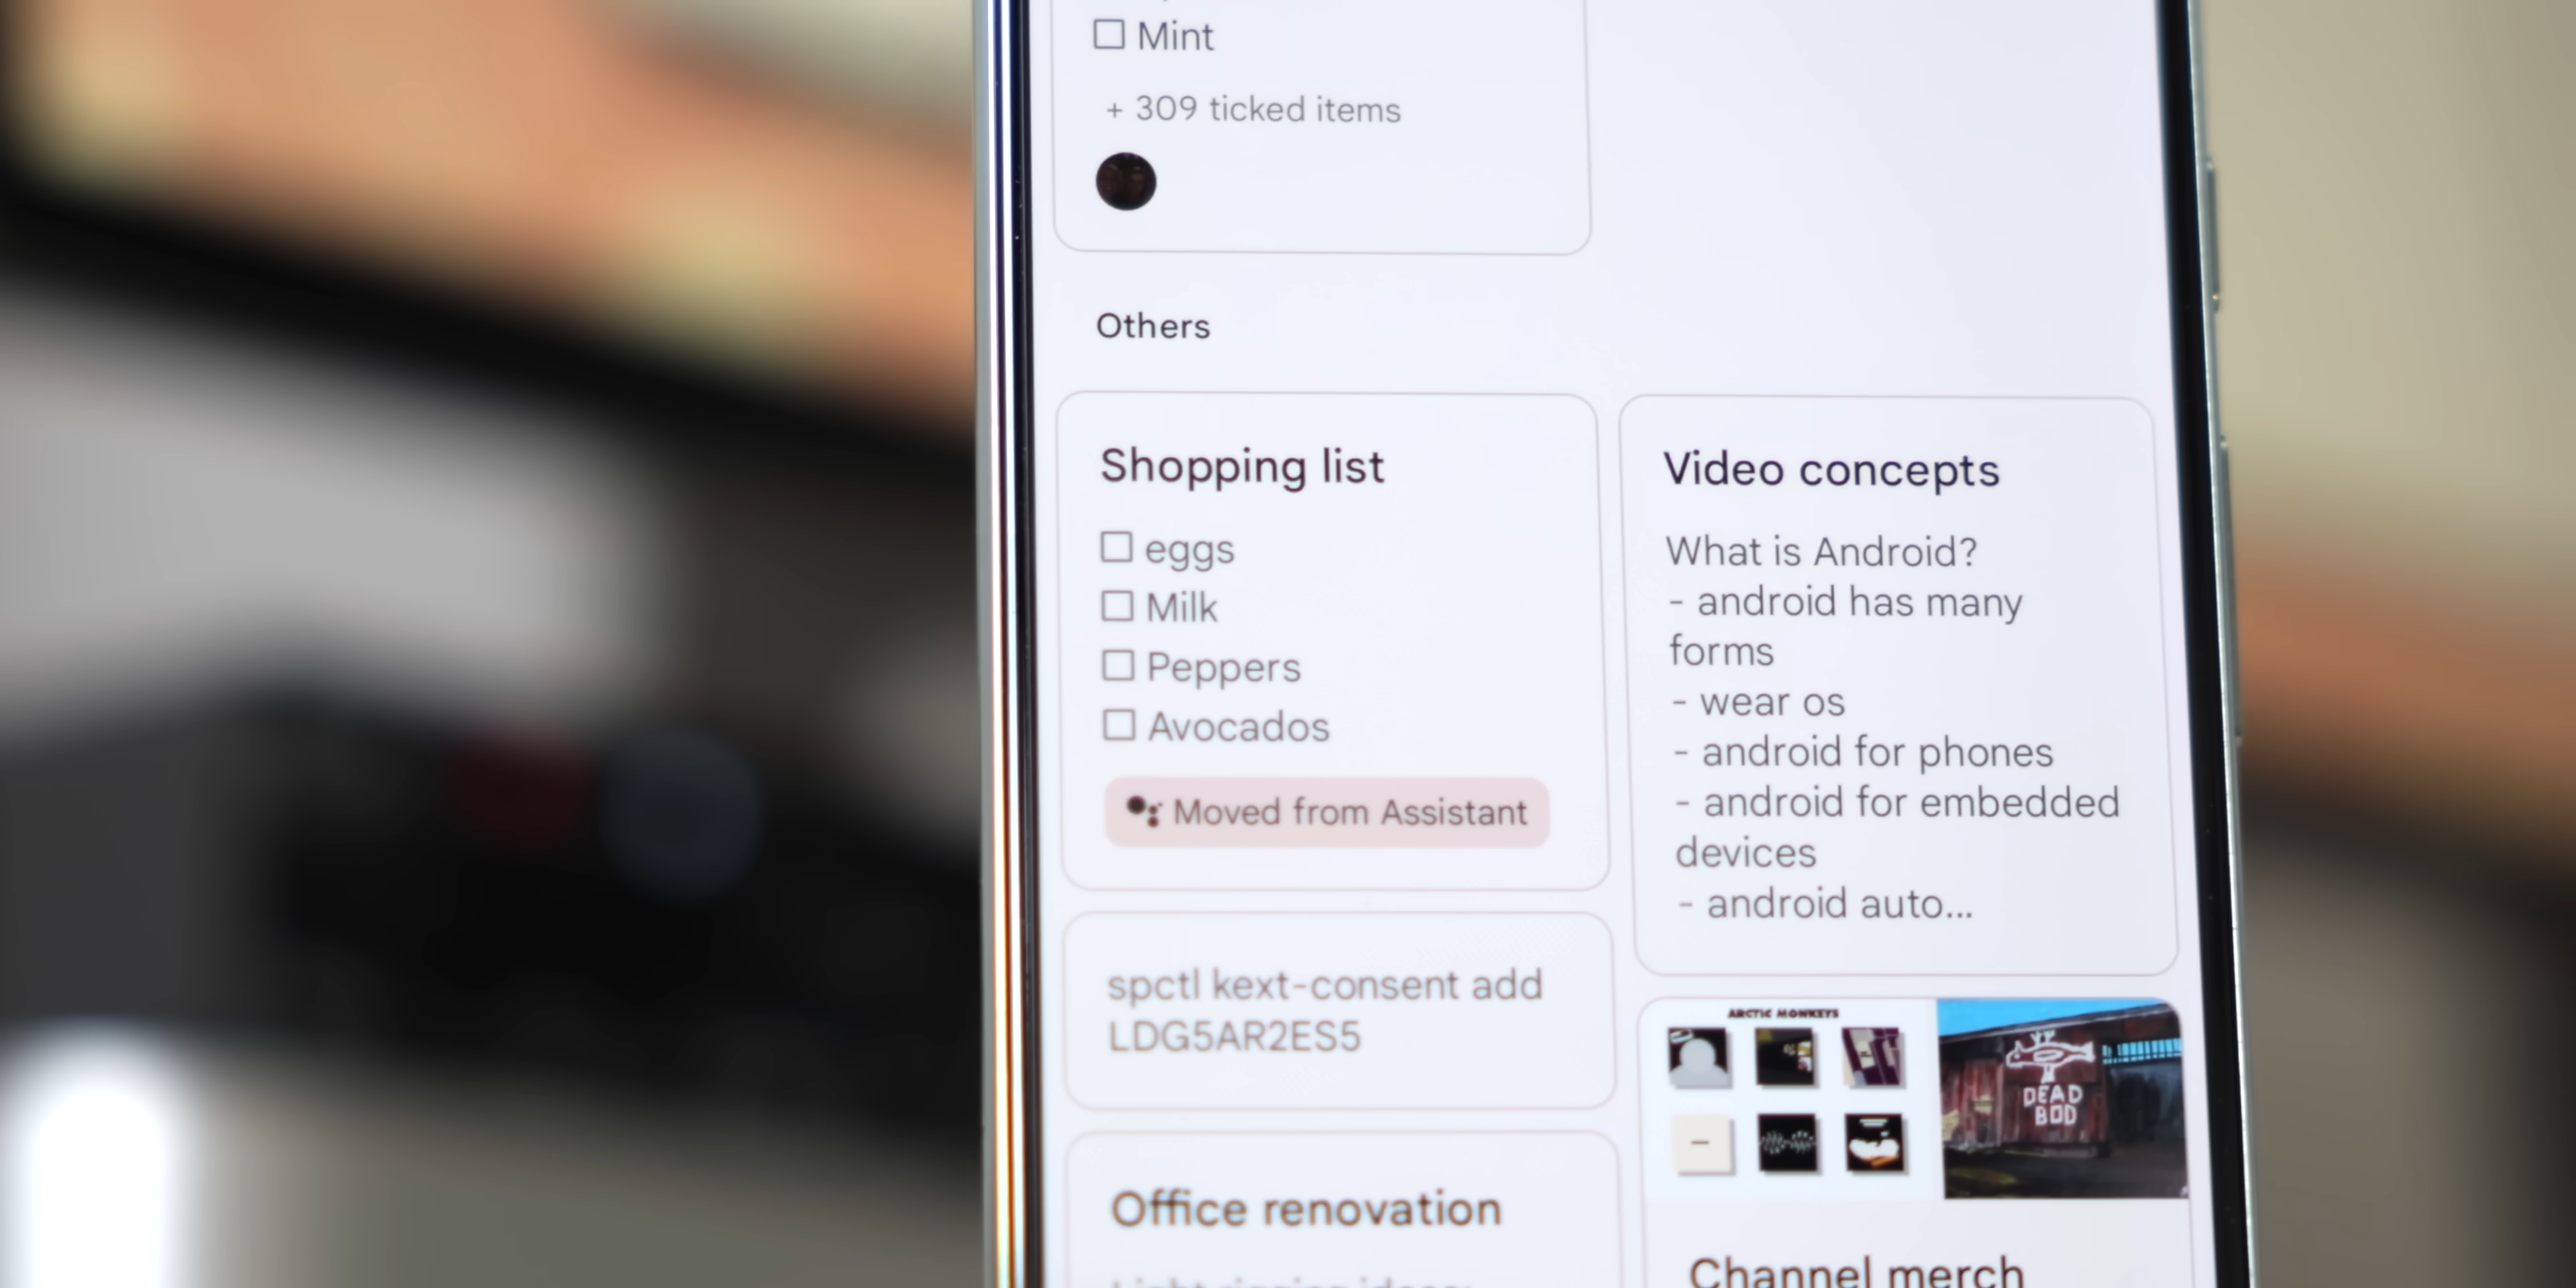 Mint
+ 309 ticked items
Others
Shopping list
eggs
Milk
Peppers
Avocados
Moved from Assistant
spctl kext-consent add
LDG5AR2ES5
Office renovation
Video concepts
What is Android?
- android has many
forms
- wear os
- android for phones
- android for embedded
devices
- android auto...
ARCTIC MONKEYS
DEAD
BOD
Channel merch